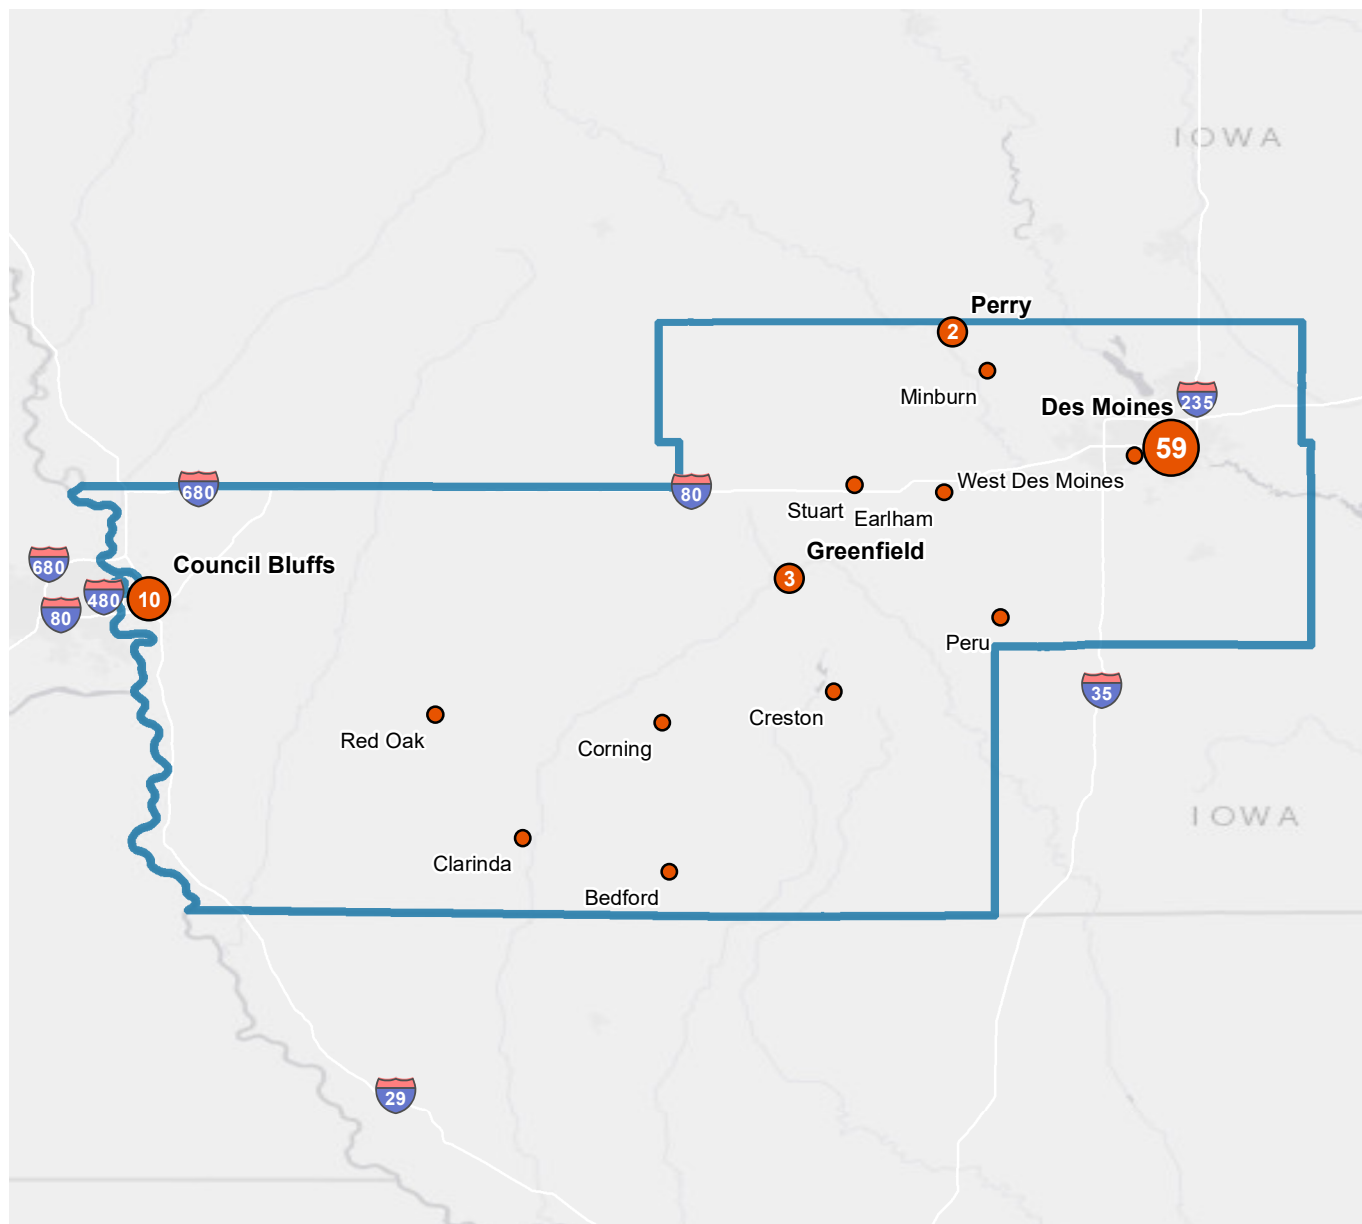 IOWA
Perry
2
Minburn
235
Des Moines
59
West Des Moines
680
80
Stuart
Earlham
Greenfield
3
680
Council Bluffs
480
10
80
Peru
35
Creston
Red Oak
Corning
IOWA
Clarinda
Bedford
29